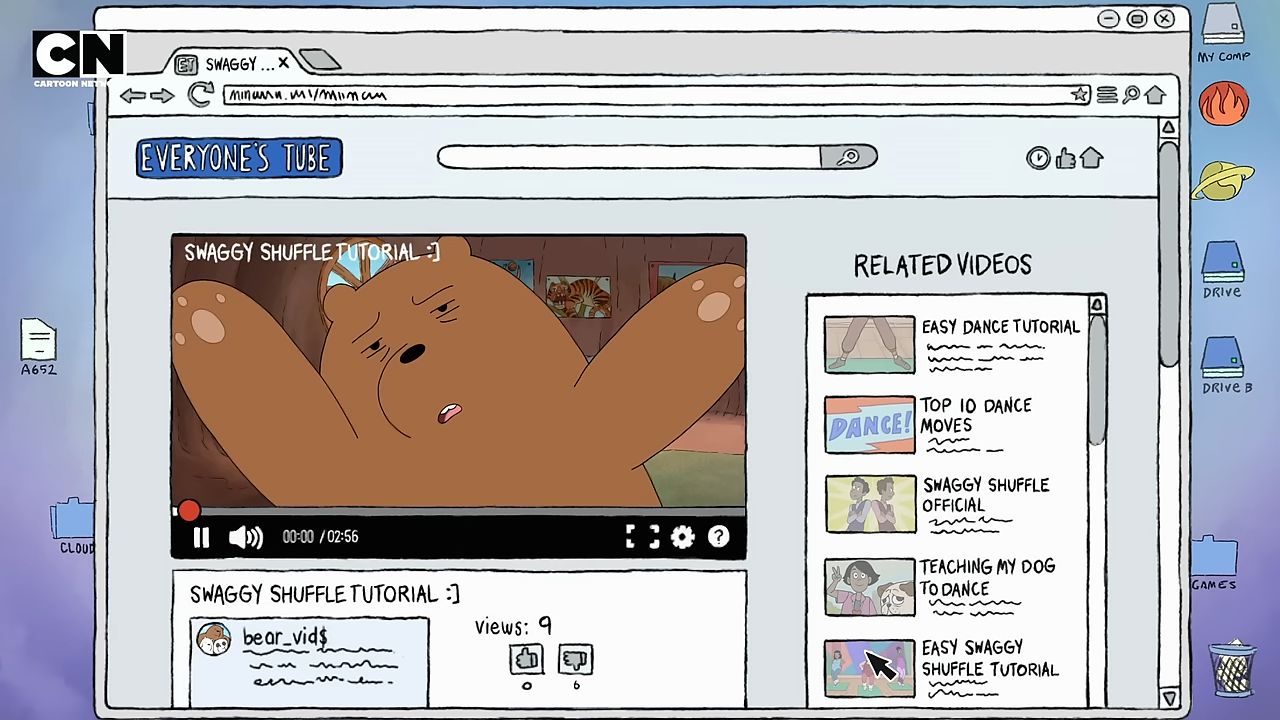 CN
CARTOON NETW
ET SWAGGY ... X
MY COMP
EVERYONE'S TUBE
SWAGGY SHUFFLE TUTORIAL :]
RELATED VIDEOS
DRIVE
EASY DANCE TUTORIAL
A652
DRIVE B
DANCE!
TOP 10 DANCE
MOVES
SWAGGY SHUFFLE
OFFICIAL
00:00 / 02:56
?
CLOUD
TEACHING MY DOG
TO DANCE
GAMES
SWAGGY SHUFFLE TUTORIAL :]
bear_vid$
views: 9
0
6
EASY SWAGGY
SHUFFLE TUTORIAL